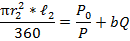 πr₂² * ℓ₂ / 360 = P₀ / P + bQ